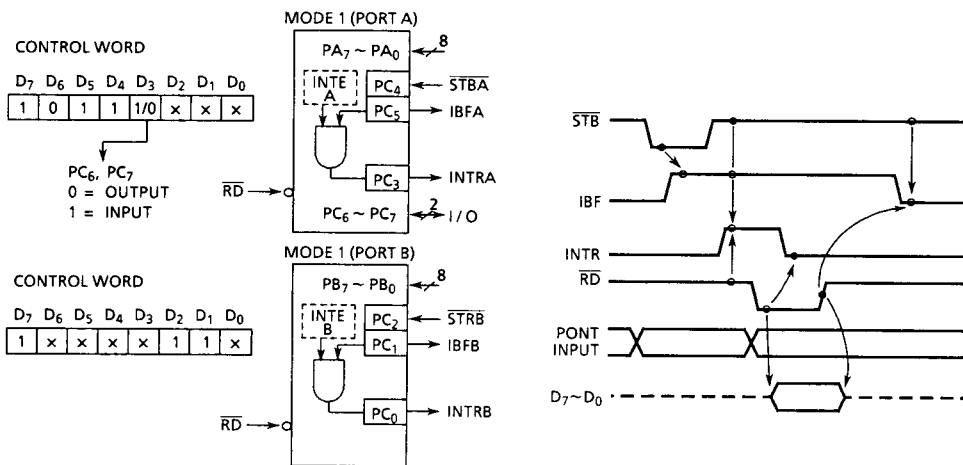 MODE 1 (PORT A)
CONTROL WORD
D7 D6 D5 D4 D3 D2 D1 D0
1 0 1 1 1/0 × × ×
PC6, PC7
0 = OUTPUT
1 = INPUT
PA7 ~ PA0
8
INTE
A
PC4
STBA
PC5
IBFA
PC3
INTRA
RD
PC6 ~ PC7
2
I/O
MODE 1 (PORT B)
CONTROL WORD
D7 D6 D5 D4 D3 D2 D1 D0
1 × × × × 1 1 ×
PB7 ~ PB0
8
INTE
B
PC2
STRB
PC1
IBFB
PC0
INTRB
RD
STB
IBF
INTR
RD
PONT
INPUT
D7~D0